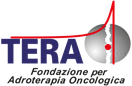 TERA
Fondazione per
Adroterapia Oncologica